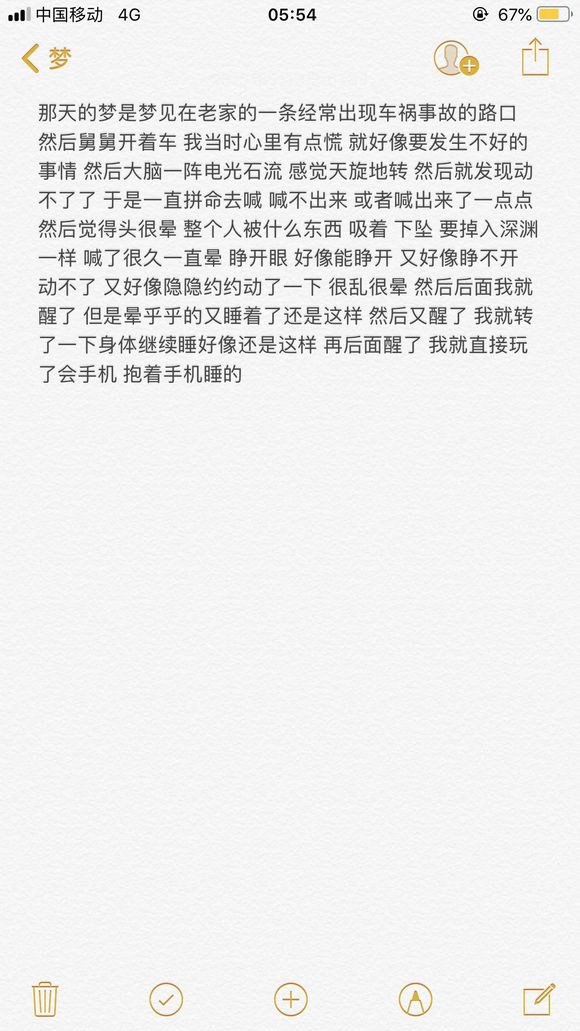 中国移动 4G 05:54 67%
梦
那天的梦是梦见在老家的一条经常出现车祸事故的路口
然后舅舅开着车 我当时心里有点慌 就好像要发生不好的
事情 然后大脑一阵电光石流 感觉天旋地转 然后就发现动
不了了 于是一直拼命去喊 喊不出来 或者喊出来了一点点
然后觉得头很晕 整个人被什么东西 吸着 下坠 要掉入深渊
一样 喊了很久一直晕 睁开眼 好像能睁开 又好像睁不开
动不了 又好像隐隐约约动了一下 很乱很晕 然后后面我就
醒了 但是晕乎乎的又睡着了还是这样 然后又醒了 我就转
了一下身体继续睡好像还是这样 再后面醒了 我就直接玩
了会手机 抱着手机睡的